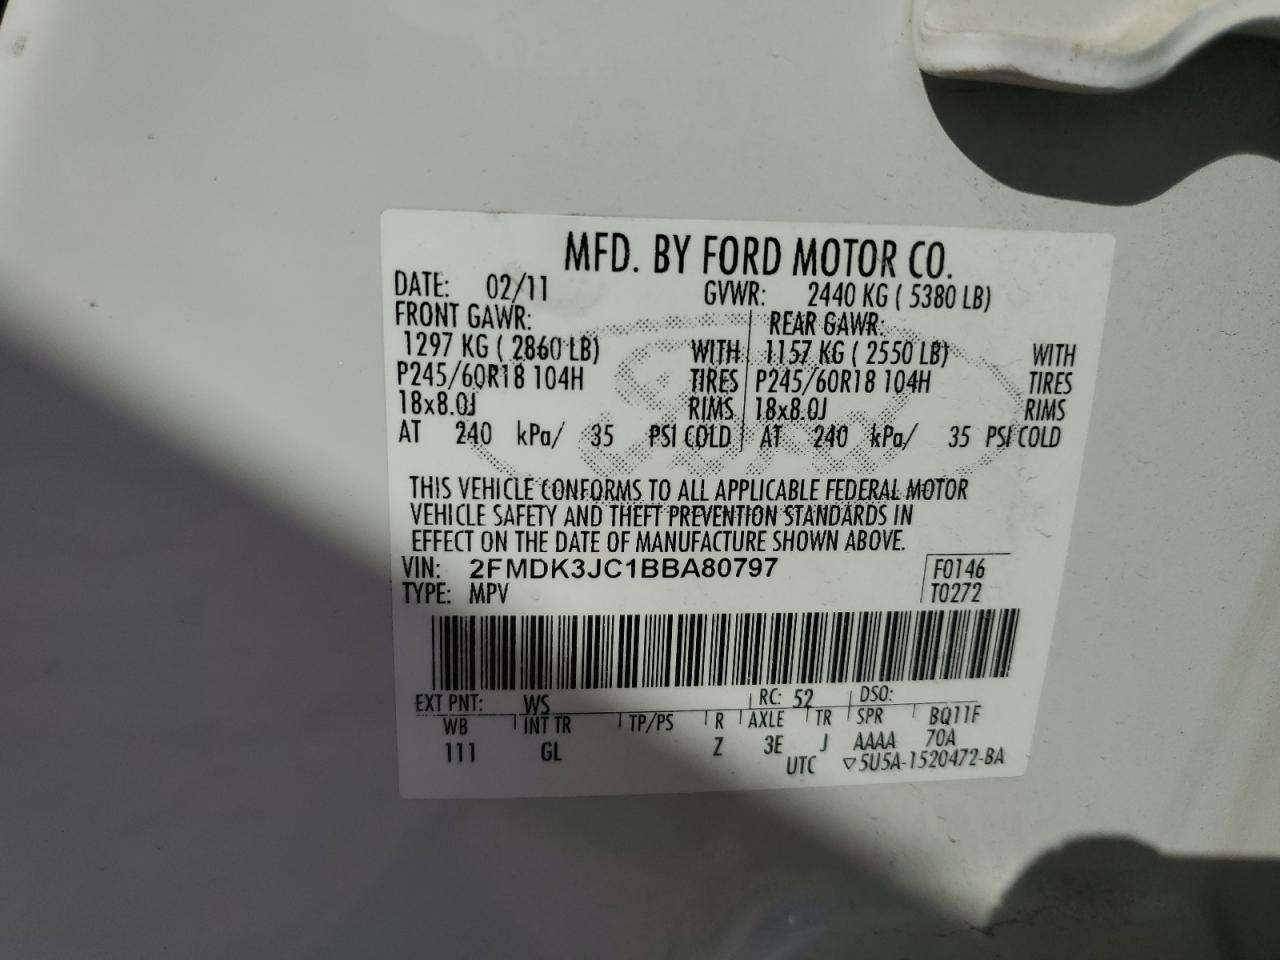 MFD. BY FORD MOTOR CO.
DATE: 02/11 GVWR: 2440 KG ( 5380 LB)
FRONT GAWR: REAR GAWR:
1297 KG ( 2860 LB) WITH 1157 KG ( 2550 LB) WITH
P245/60R18 104H TIRES P245/60R18 104H TIRES
18x8.0J RIMS 18x8.0J RIMS
AT 240 kPa/ 35 PSI COLD AT 240 kPa/ 35 PSI COLD
Ford
THIS VEHICLE CONFORMS TO ALL APPLICABLE FEDERAL MOTOR
VEHICLE SAFETY AND THEFT PREVENTION STANDARDS IN
EFFECT ON THE DATE OF MANUFACTURE SHOWN ABOVE.
VIN: 2FMDK3JC1BBA80797 F0146
TYPE: MPV T0272
EXT PNT: WS RC: 52 DSO:
WB INT TR TP/PS R AXLE TR SPR BQ11F
111 GL Z 3E J AAAA 70A
UTC ▽5U5A-1520472-BA